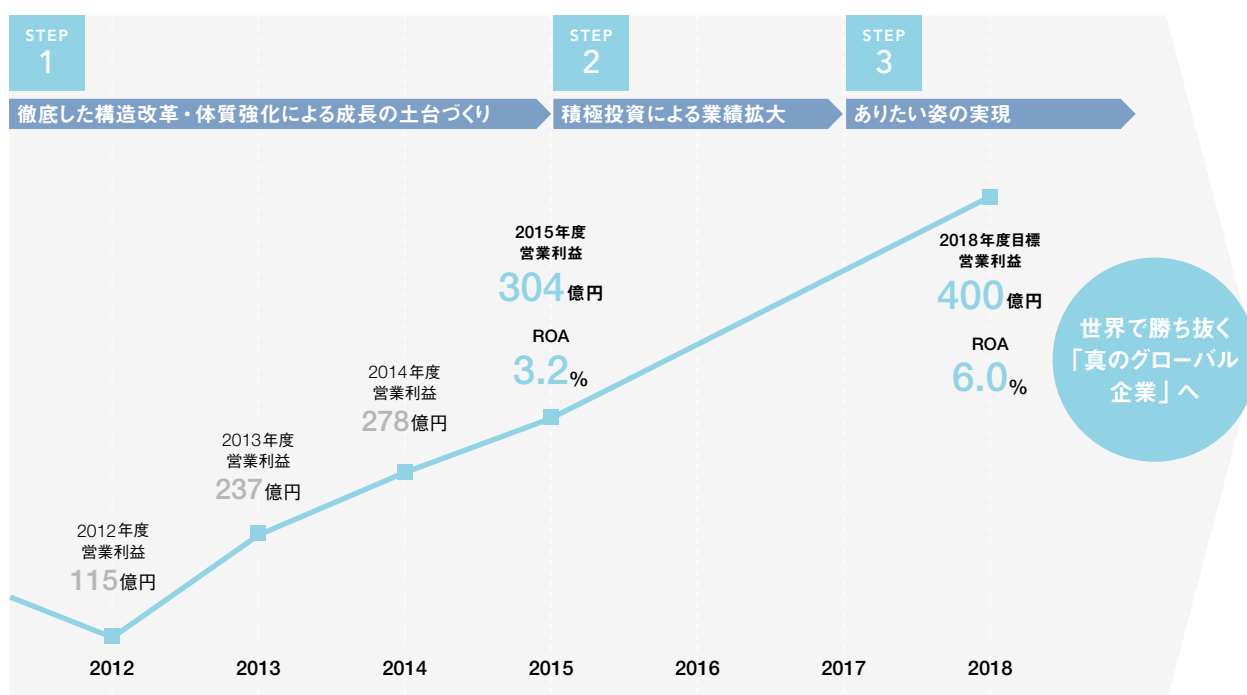 STEP
1
STEP
2
STEP
3
徹底した構造改革・体質強化による成長の土台づくり
積極投資による業績拡大
ありたい姿の実現
2012年度
営業利益
115億円
2013年度
営業利益
237億円
2014年度
営業利益
278億円
2015年度
営業利益
304億円
ROA
3.2%
2018年度目標
営業利益
400億円
ROA
6.0%
世界で勝ち抜く
「真のグローバル
企業」へ
2012
2013
2014
2015
2016
2017
2018